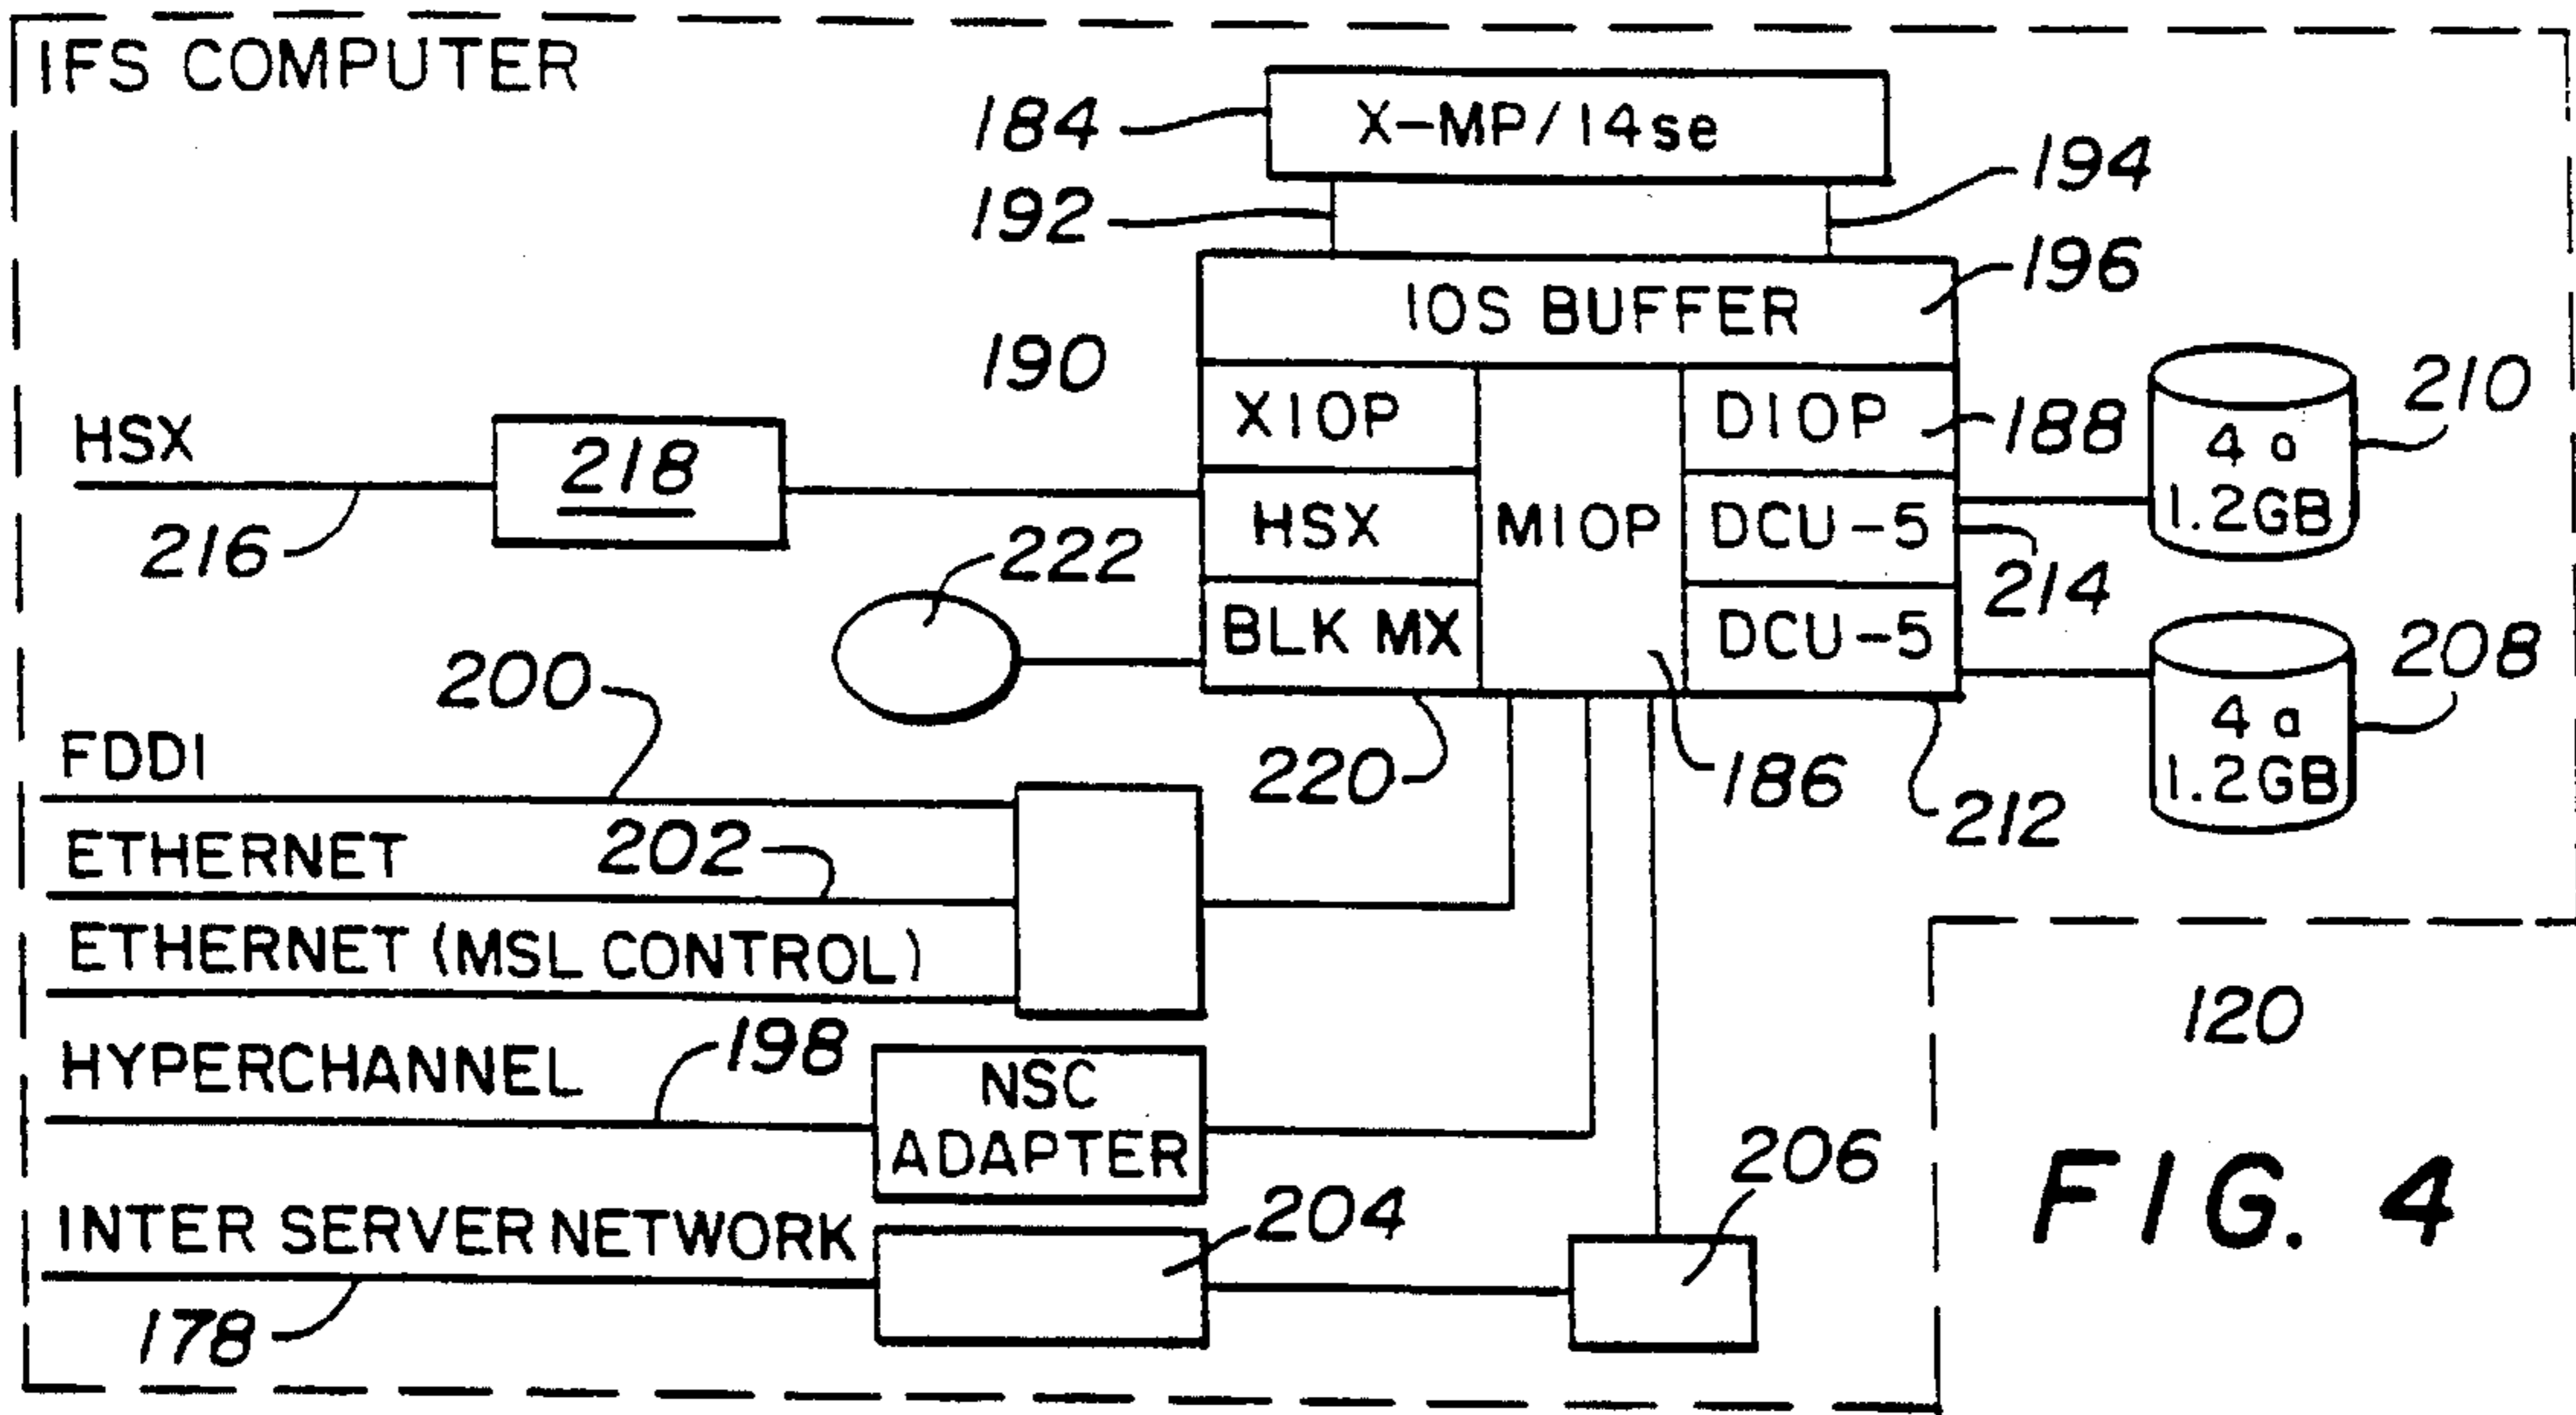 IFS COMPUTER
184
X-MP/14se
192
194
196
IOS BUFFER
190
XIOP
DIOP
188
210
4 a
1.2GB
HSX
218
216
HSX
MIOP
DCU-5
214
222
BLK MX
DCU-5
208
4 a
1.2GB
200
220
186
212
FDDI
ETHERNET
202
ETHERNET (MSL CONTROL)
HYPERCHANNEL
198
NSC
ADAPTER
120
INTER SERVER NETWORK
204
206
178
FIG. 4